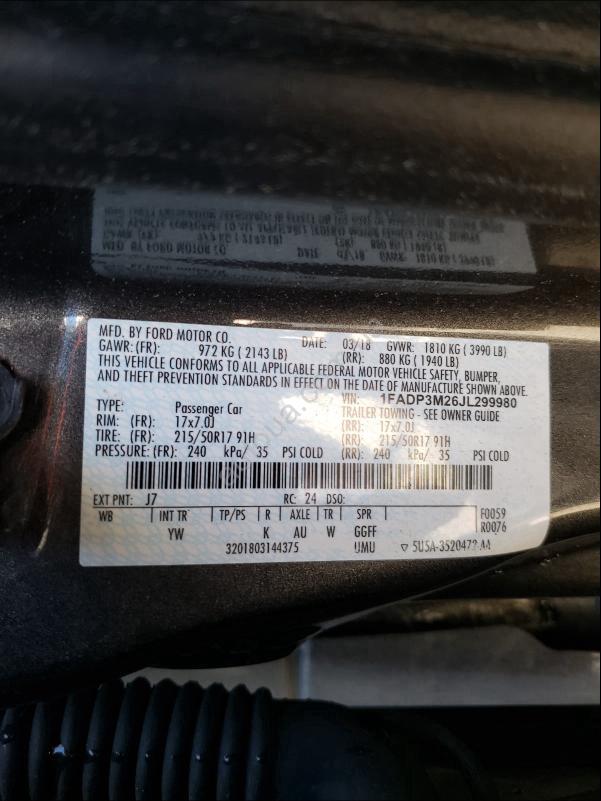 MFD. BY FORD MOTOR CO. DATE: 03/18 GVWR: 1810 KG ( 3990 LB)
GAWR:(FR): 972 KG ( 2143 LB) (RR): 880 KG ( 1940 LB)
THIS VEHICLE CONFORMS TO ALL APPLICABLE FEDERAL MOTOR VEHICLE SAFETY, BUMPER,
AND THEFT PREVENTION STANDARDS IN EFFECT ON THE DATE OF MANUFACTURE SHOWN ABOVE.
VIN: 1FADP3M26JL299980
TYPE: Passenger Car TRAILER TOWING - SEE OWNER GUIDE
RIM: (FR): 17x7.0J (RR): 17x7.0J
TIRE: (FR): 215/50R17 91H (RR): 215/50R17 91H
PRESSURE: (FR): 240 kPa/ 35 PSI COLD (RR): 240 kPa/ 35 PSI COLD
EXT PNT: J7 RC: 24 DSO:
WB INT TR TP/PS R AXLE TR SPR F0059
R0076
YW K AU W GGFF
3201803144375 UMU ▽ 5U5A-3520472-AA